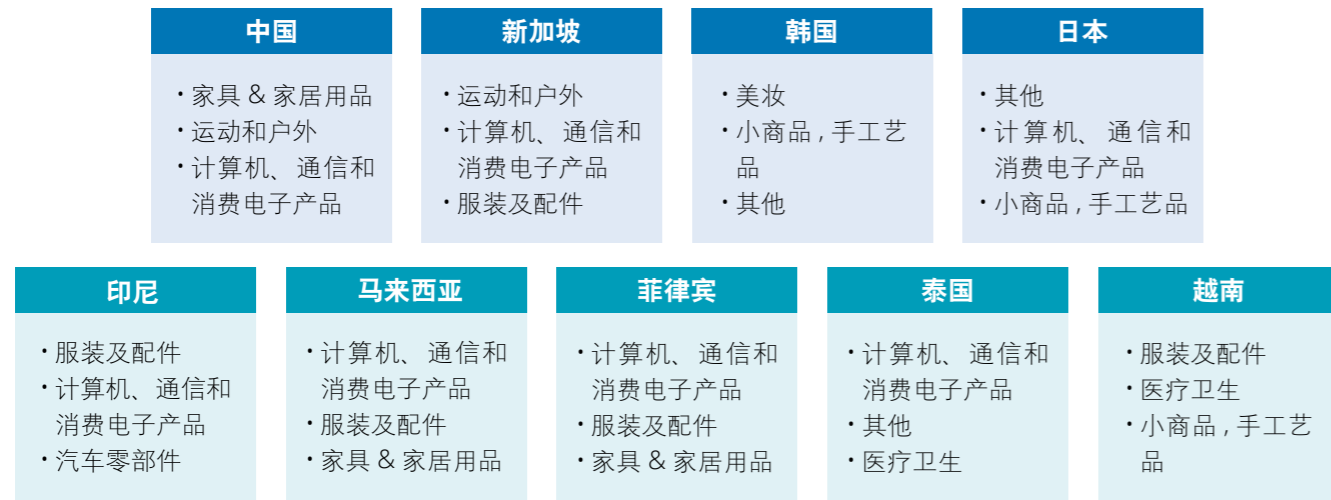 中国
· 家具 & 家居用品
· 运动和户外
· 计算机、通信和
消费电子产品
新加坡
· 运动和户外
· 计算机、通信和
消费电子产品
· 服装及配件
韩国
· 美妆
· 小商品 , 手工艺
品
· 其他
日本
· 其他
· 计算机、通信和
消费电子产品
· 小商品 , 手工艺品
印尼
· 服装及配件
· 计算机、通信和
消费电子产品
· 汽车零部件
马来西亚
· 计算机、通信和
消费电子产品
· 服装及配件
· 家具 & 家居用品
菲律宾
· 计算机、通信和
消费电子产品
· 服装及配件
· 家具 & 家居用品
泰国
· 计算机、通信和
消费电子产品
· 其他
· 医疗卫生
越南
· 服装及配件
· 医疗卫生
· 小商品 , 手工艺
品